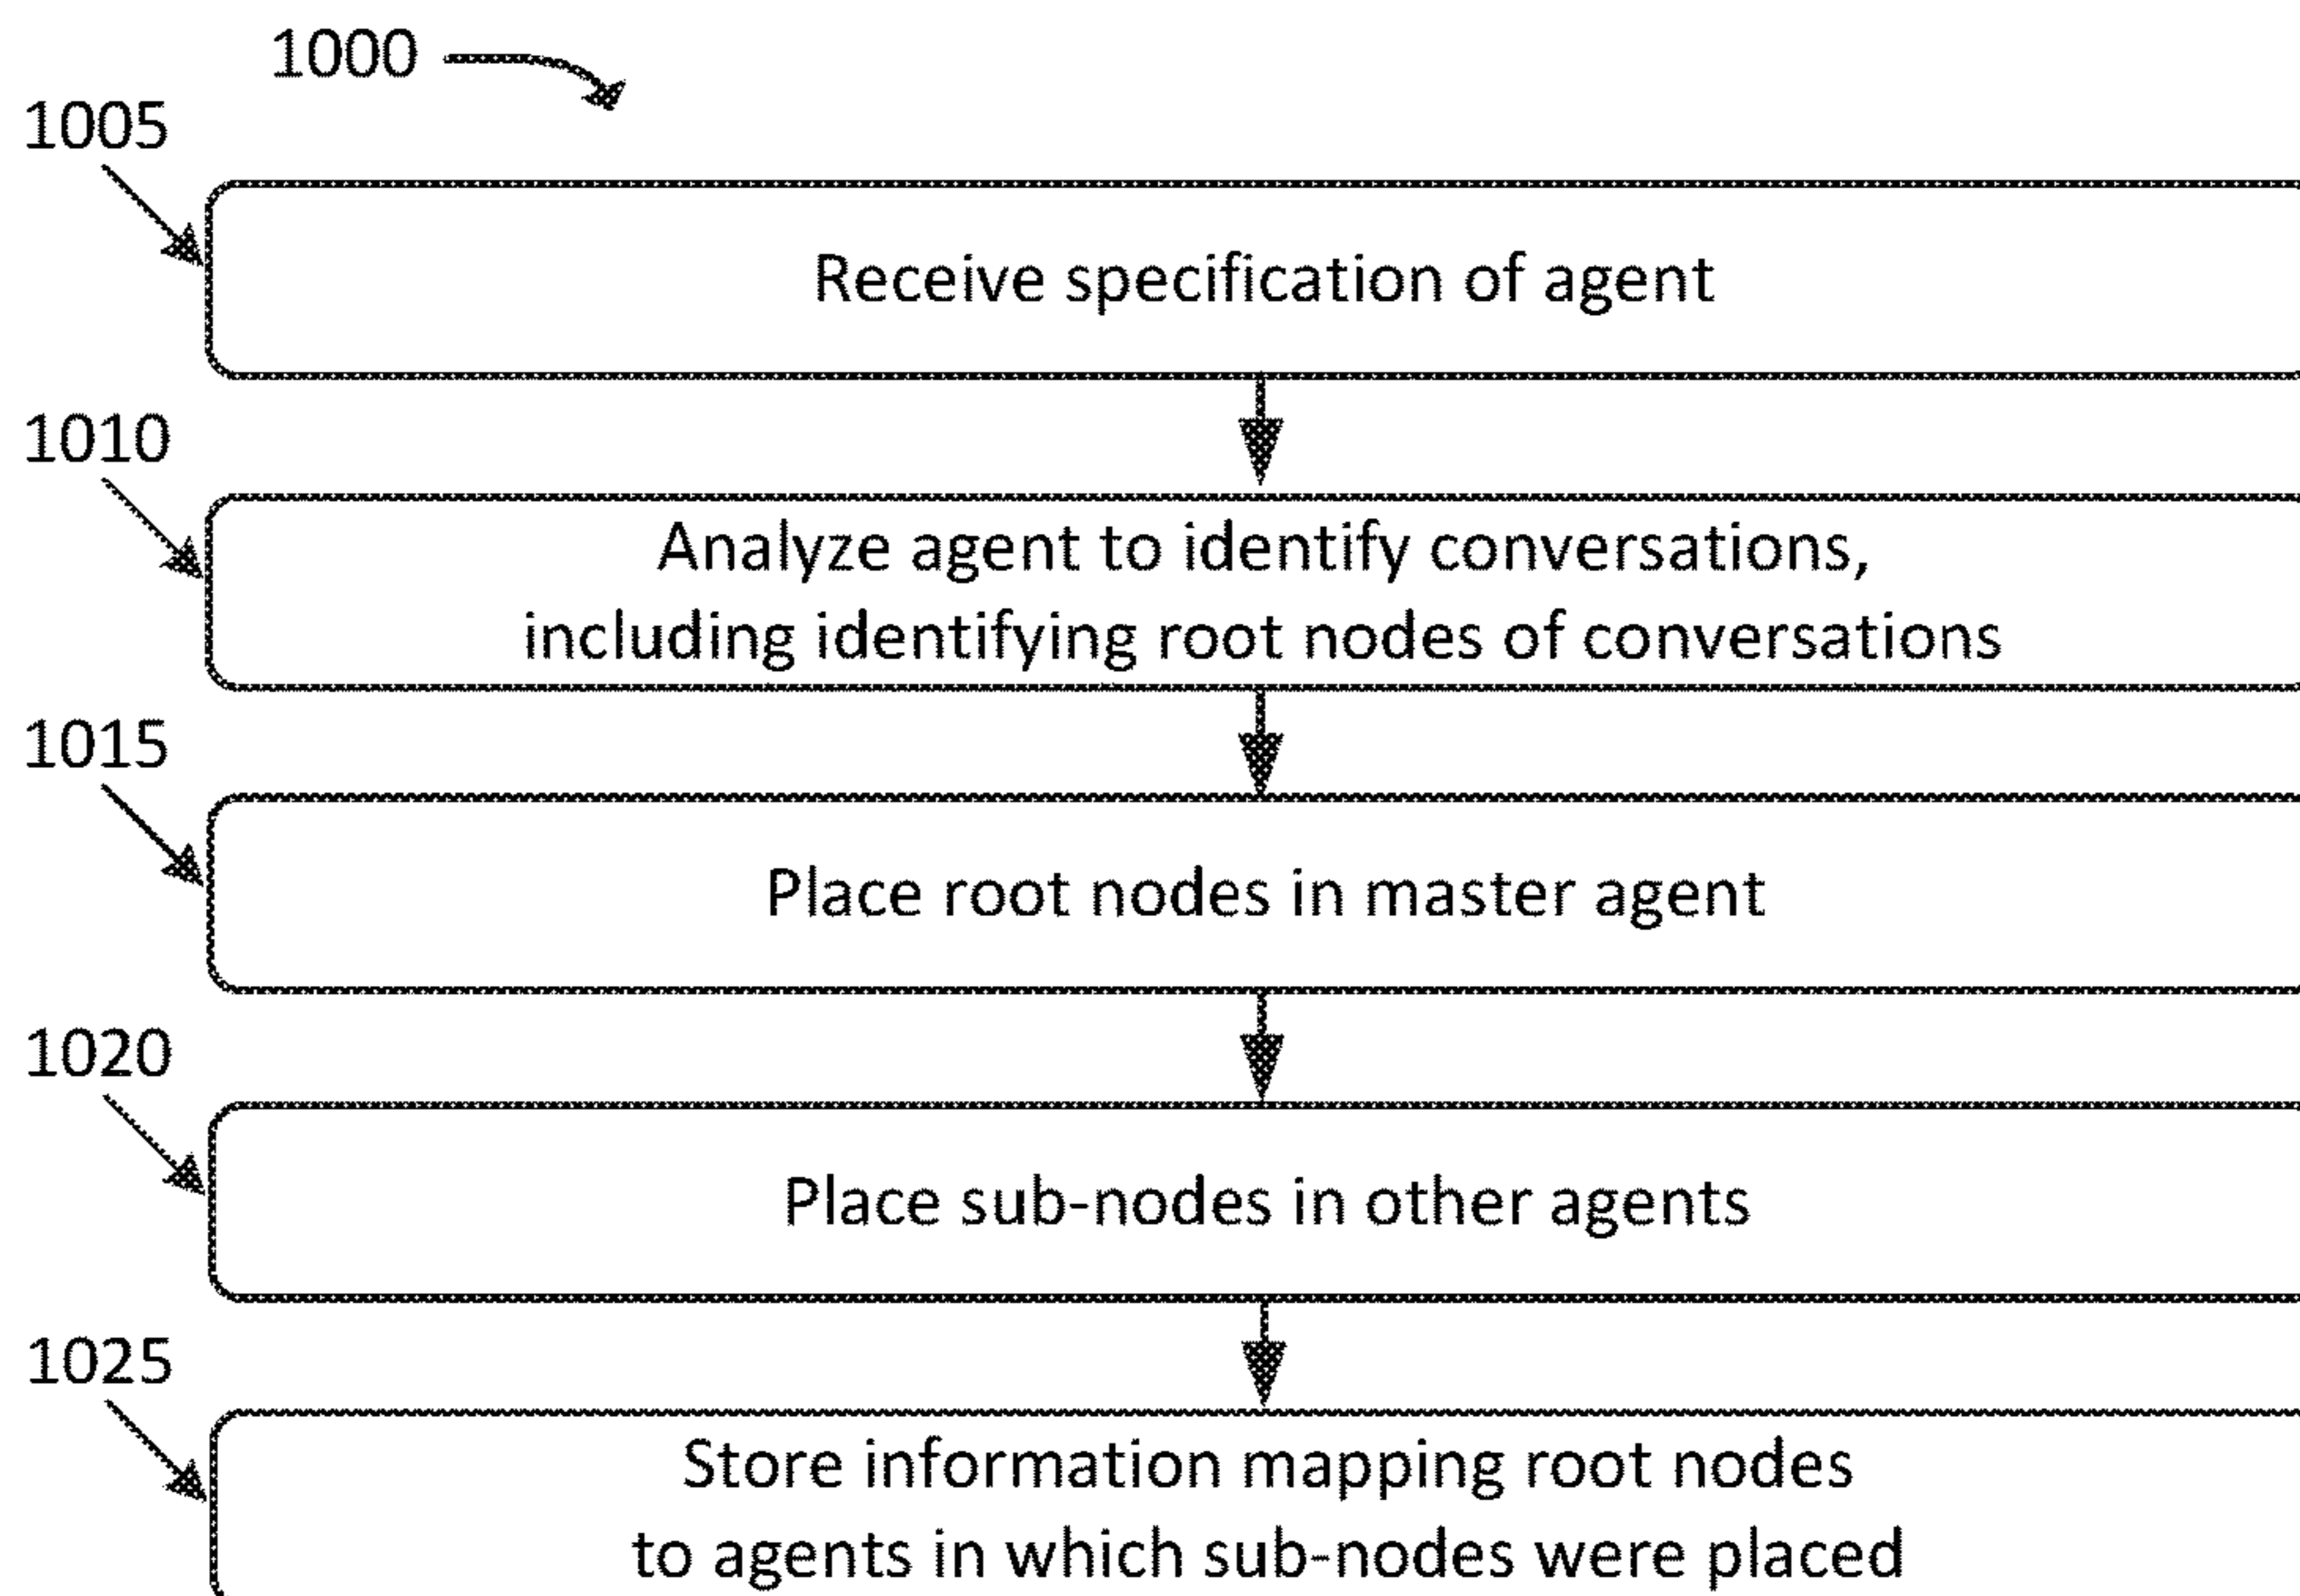 1000
1005
Receive specification of agent
1010
Analyze agent to identify conversations,
including identifying root nodes of conversations
1015
Place root nodes in master agent
1020
Place sub-nodes in other agents
1025
Store information mapping root nodes
to agents in which sub-nodes were placed